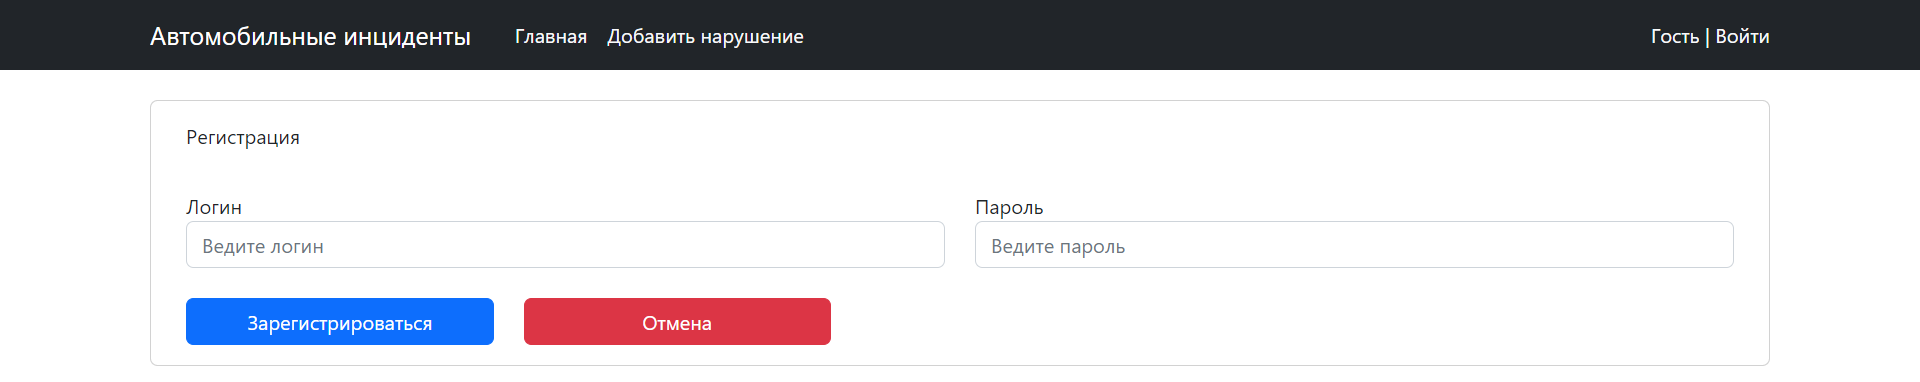 Автомобильные инциденты Главная Добавить нарушение Гость | Войти
Регистрация
Логин Пароль
Ведите логин Ведите пароль
Зарегистрироваться Отмена